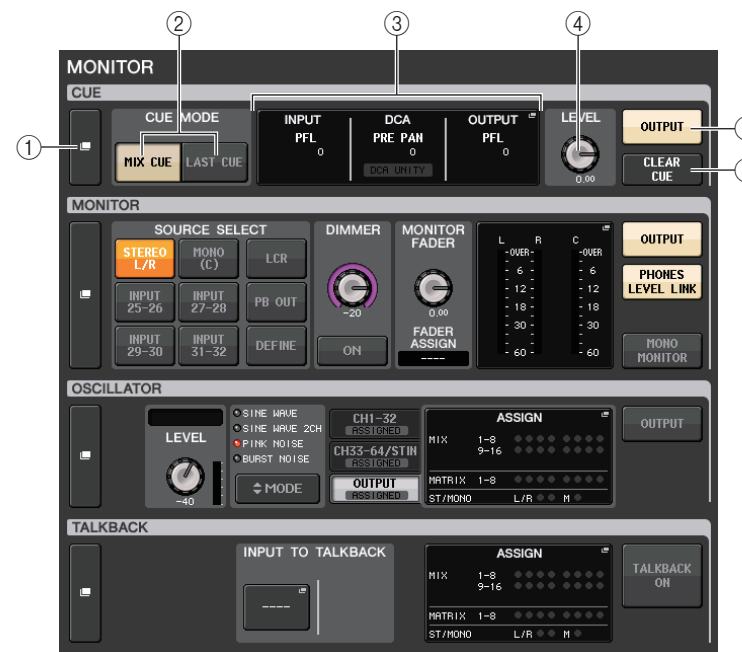 ② ③ ④
MONITOR
CUE
①
CUE MODE
MIX CUE
LAST CUE
INPUT
PFL
0
DCA
PRE PAN
0
DCA UNITY
OUTPUT
PFL
0
LEVEL
0.00
OUTPUT
CLEAR
CUE
MONITOR
SOURCE SELECT
STEREO
L/R
MONO
(C)
LCR
INPUT
25-26
INPUT
27-28
PB OUT
INPUT
29-30
INPUT
31-32
DEFINE
DIMMER
-20
ON
MONITOR
FADER
0.00
FADER
ASSIGN
----
L R C
-OVER- -OVER
- 6 - - 6
- 12 - - 12
- 18 - - 18
- 30 - - 30
- 60 - - 60
OUTPUT
PHONES
LEVEL LINK
MONO
MONITOR
OSCILLATOR
LEVEL
-40
SINE WAVE
SINE WAVE 2CH
PINK NOISE
BURST NOISE
MODE
CH1-32
ASSIGNED
CH33-64/STIN
ASSIGNED
OUTPUT
ASSIGNED
ASSIGN
MIX 1-8
9-16
MATRIX 1-8
ST/MONO L/R M
OUTPUT
TALKBACK
INPUT TO TALKBACK
----
ASSIGN
MIX 1-8
9-16
MATRIX 1-8
ST/MONO L/R M
TALKBACK
ON